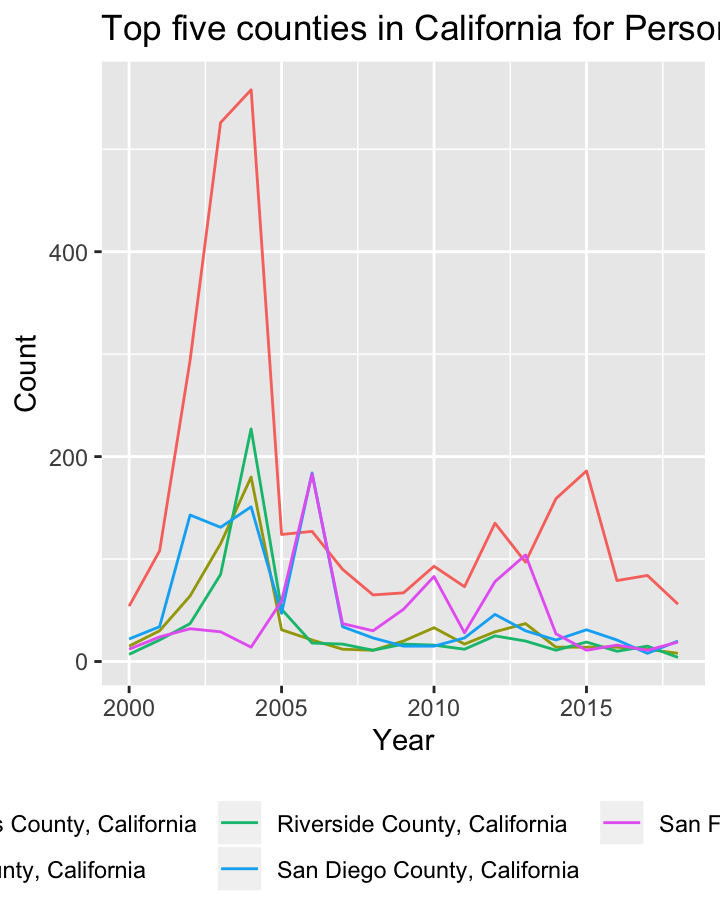 Top five counties in California for Person
400
200
0
Count
2000 2005 2010 2015
Year
s County, California Riverside County, California San F
nty, California San Diego County, California